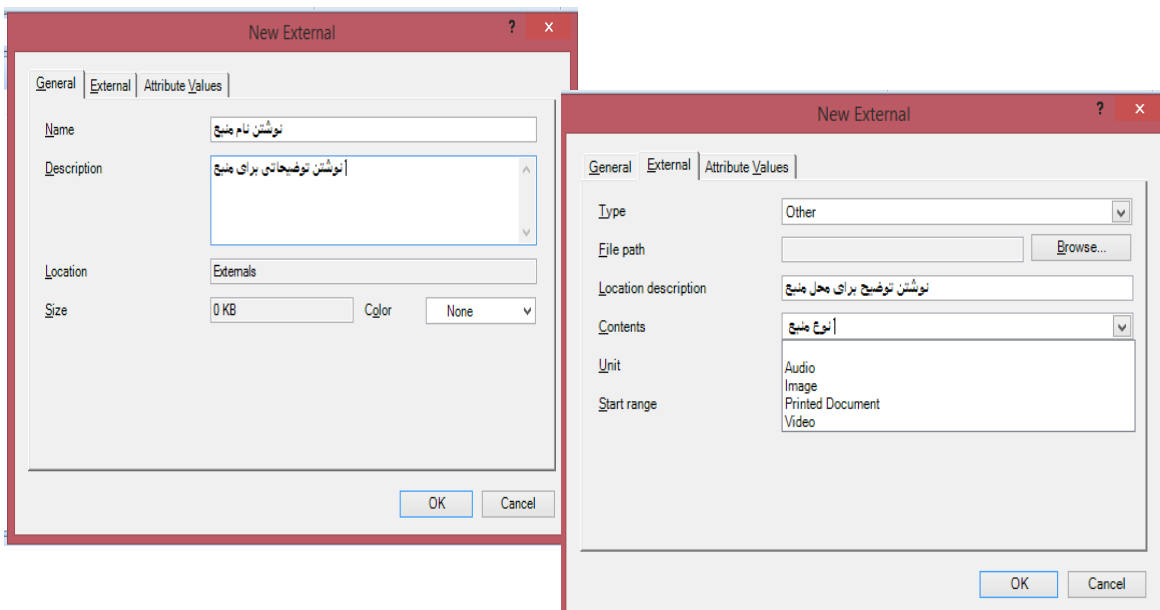 New External
?
x
General
External
Attribute Values
Name
نوشتن نام منبع
Description
نوشتن توضیحاتی برای منبع
Location
Externals
Size
0 KB
Color
None
OK
Cancel
New External
?
x
General
External
Attribute Values
Type
Other
File path
Browse...
Location description
نوشتن توضیح برای محل منبع
Contents
نوع منبع
Audio
Image
Printed Document
Video
Unit
Start range
OK
Cancel